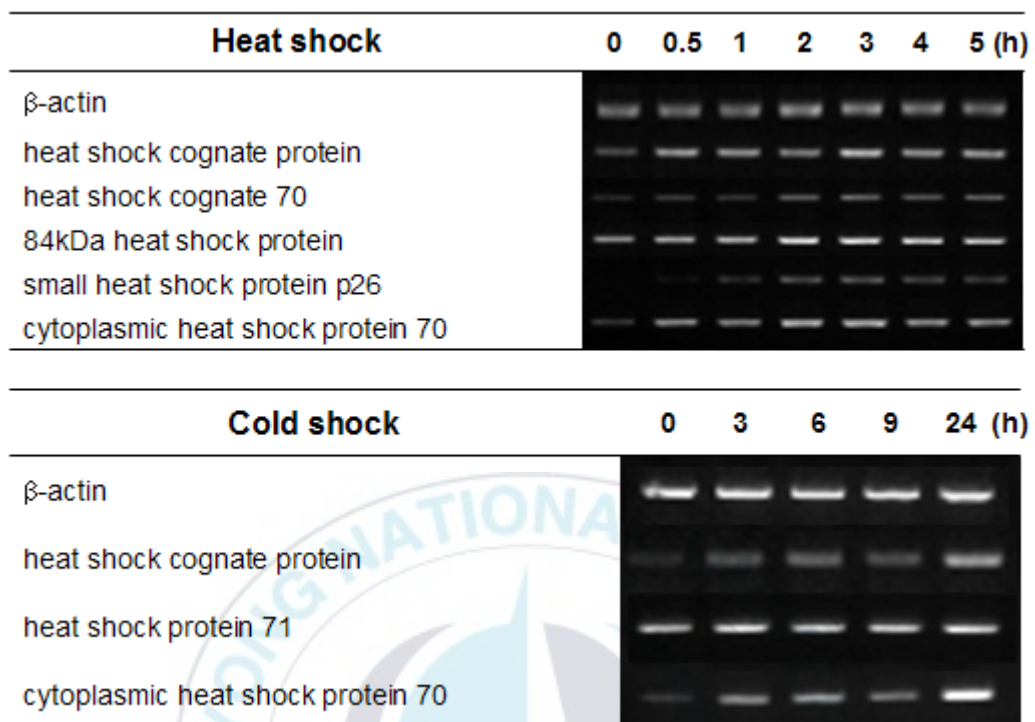 Heat shock 0 0.5 1 2 3 4 5 (h)
β-actin
heat shock cognate protein
heat shock cognate 70
84kDa heat shock protein
small heat shock protein p26
cytoplasmic heat shock protein 70
Cold shock 0 3 6 9 24 (h)
β-actin
heat shock cognate protein
heat shock protein 71
cytoplasmic heat shock protein 70
ONG NATIONA